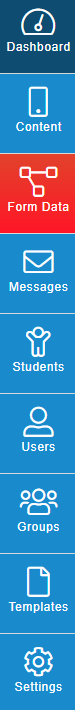 Dashboard
Content
Form Data
Messages
Students
Users
Groups
Templates
Settings